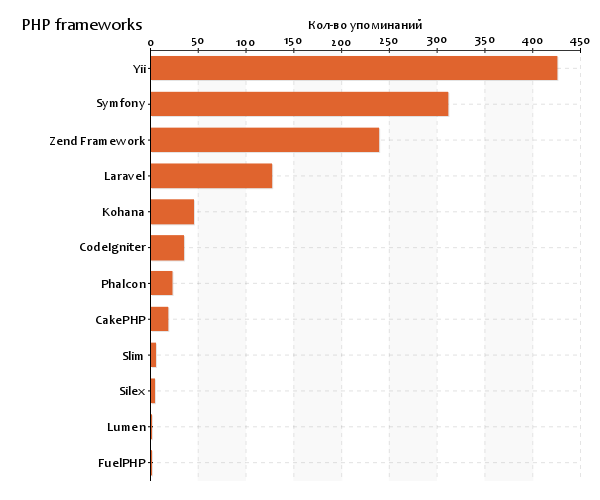 PHP frameworks
Кол-во упоминаний*
0 50 100 150 200 250 300 350 400 450
Yii
Symfony
Zend Framework
Laravel
Kohana
CodeIgniter
Phalcon
CakePHP
Slim
Silex
Lumen
FuelPHP